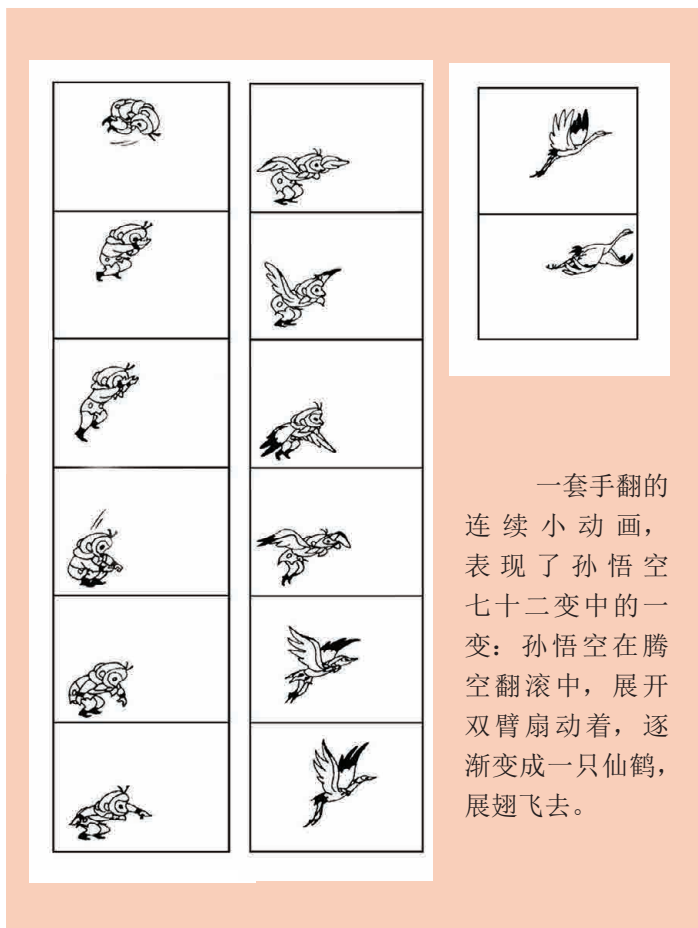 一套手翻的
连续小动画，
表现了孙悟空
七十二变中的一
变：孙悟空在腾
空翻滚中，展开
双臂扇动着，逐
渐变成一只仙鹤，
展翅飞去。